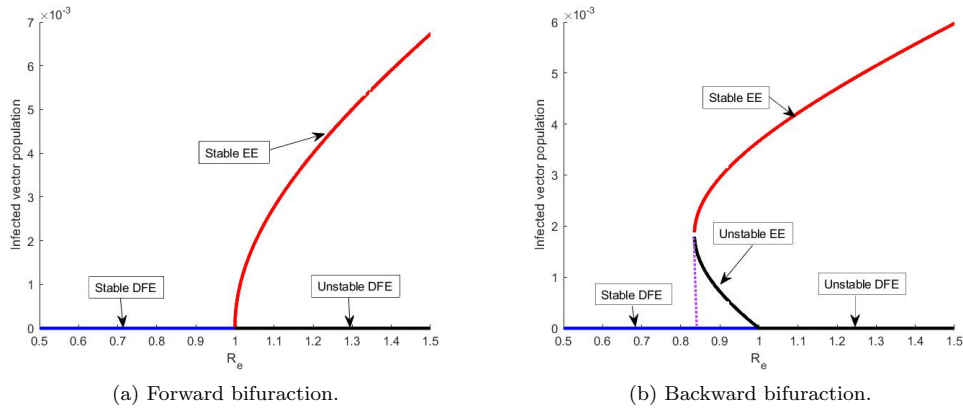 ×10⁻³
7
6
5
4
3
2
1
0
Infected vector population
Stable EE
Stable DFE
Unstable DFE
0.5 0.6 0.7 0.8 0.9 1 1.1 1.2 1.3 1.4 1.5
R_e
(a) Forward bifuraction.
×10⁻³
6
5
4
3
2
1
0
Infected vector population
Stable EE
Unstable EE
Stable DFE
Unstable DFE
0.5 0.6 0.7 0.8 0.9 1 1.1 1.2 1.3 1.4 1.5
R_e
(b) Backward bifuraction.